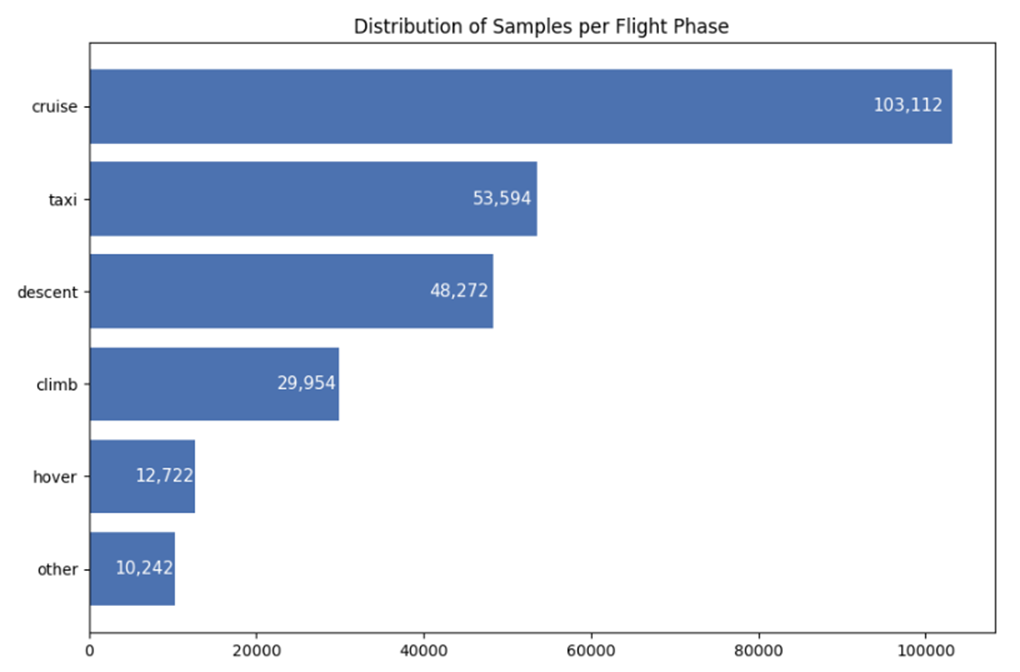 Distribution of Samples per Flight Phase
cruise 103,112
taxi 53,594
descent 48,272
climb 29,954
hover 12,722
other 10,242
0 20000 40000 60000 80000 100000